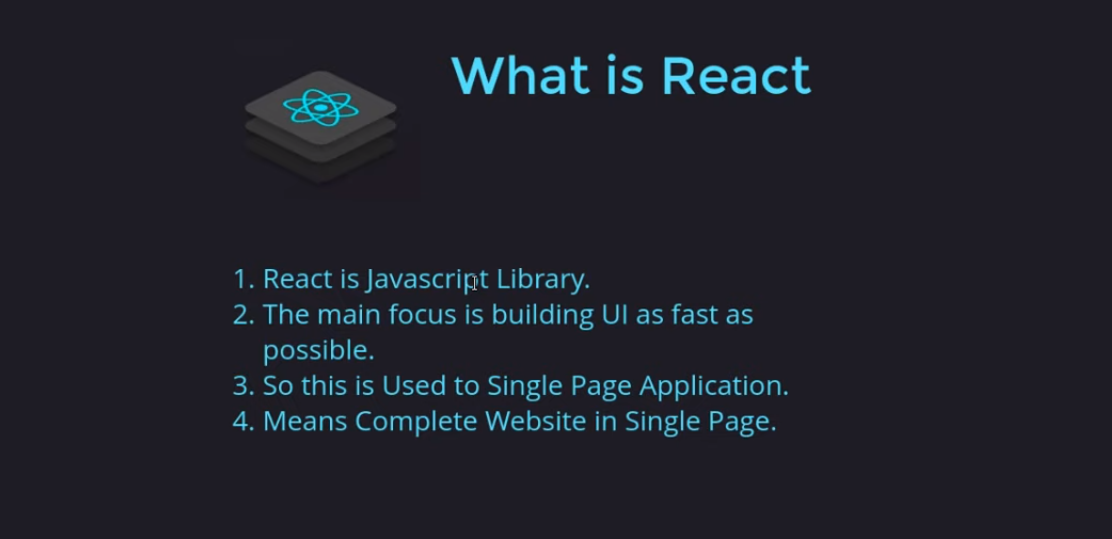 What is React
1. React is Javascript Library.
2. The main focus is building UI as fast as
possible.
3. So this is Used to Single Page Application.
4. Means Complete Website in Single Page.